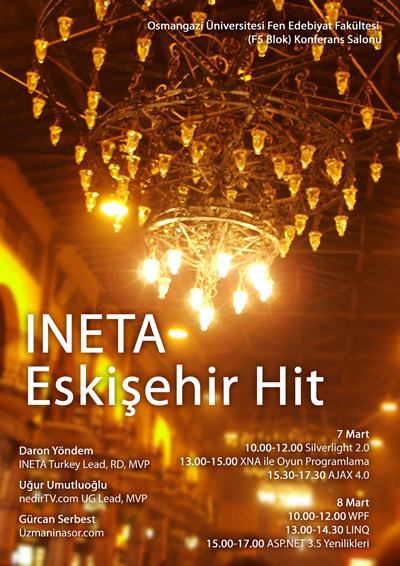 Osmangazi Üniversitesi Fen Edebiyat Fakültesi
(F5 Blok) Konferans Salonu
INETA
Eskişehir Hit
Daron Yöndem
INETA Turkey Lead, RD, MVP
Uğur Umutluoğlu
nedirTV.com UG Lead, MVP
Gürcan Serbest
Uzmaninasor.com
7 Mart
10.00-12.00 Silverlight 2.0
13.00-15.00 XNA ile Oyun Programlama
15.30-17.30 AJAX 4.0
8 Mart
10.00-12.00 WPF
13.00-14.30 LINQ
15.00-17.00 ASP.NET 3.5 Yenilikleri